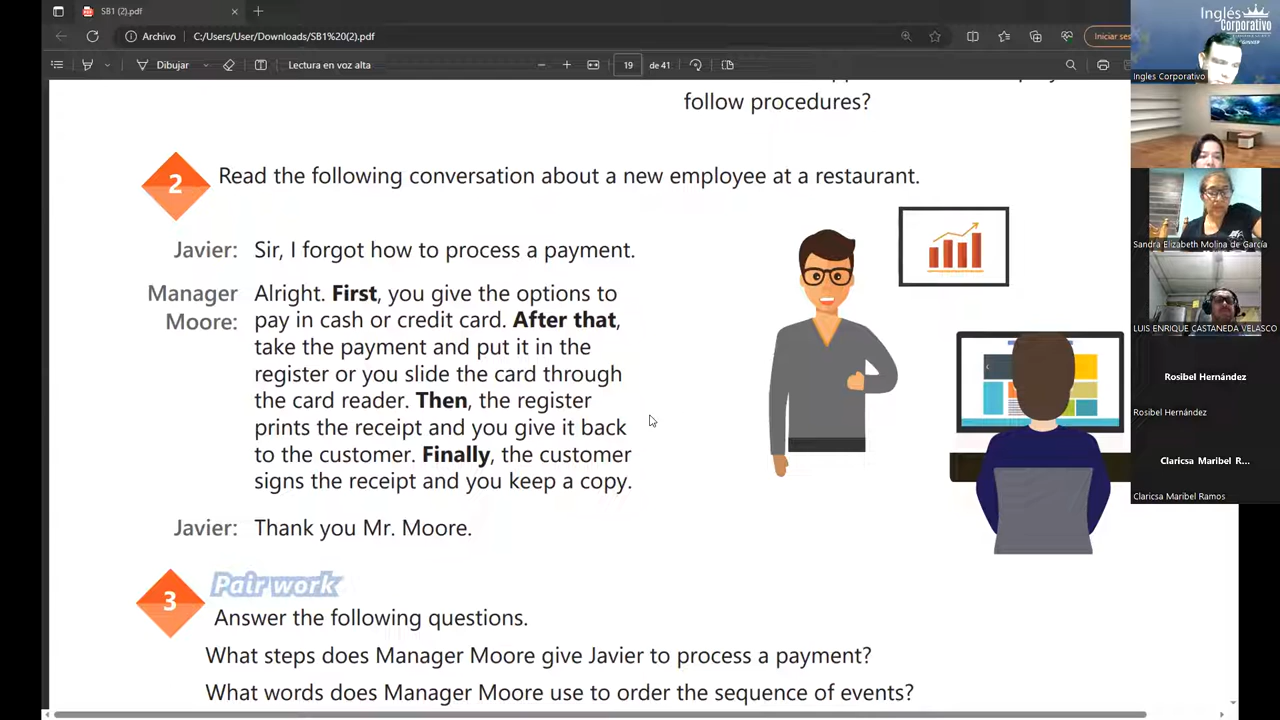 SB1 (2).pdf
Archivo
C:/Users/User/Downloads/SB1%20(2).pdf
Iniciar ses
Dibujar
Lectura en voz alta
19
de 41
follow procedures?
2
Read the following conversation about a new employee at a restaurant.
Javier: Sir, I forgot how to process a payment.
Manager Moore: Alright. First, you give the options to
pay in cash or credit card. After that,
take the payment and put it in the
register or you slide the card through
the card reader. Then, the register
prints the receipt and you give it back
to the customer. Finally, the customer
signs the receipt and you keep a copy.
Javier: Thank you Mr. Moore.
3
Pair work
Answer the following questions.
What steps does Manager Moore give Javier to process a payment?
What words does Manager Moore use to order the sequence of events?
Inglés
Corporativo
Ingles Corporativo
Sandra Elizabeth Molina de García
LUIS ENRIQUE CASTANEDA VELASCO
Rosibel Hernández
Rosibel Hernández
Claricsa Maribel R...
Claricsa Maribel Ramos